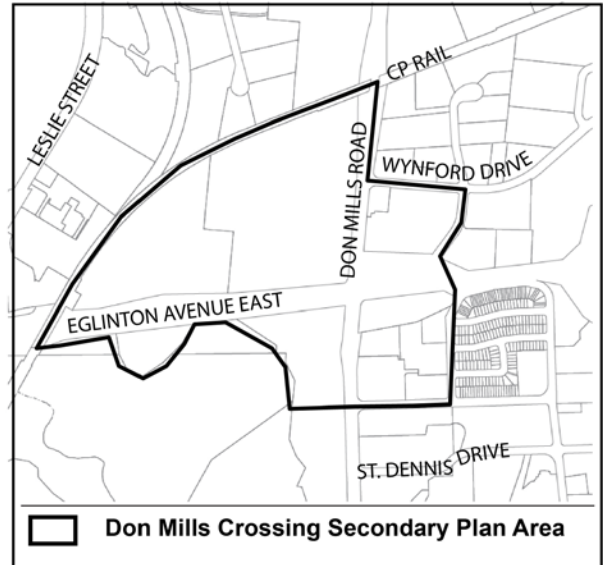 CP RAIL
LESLIE STREET
DON MILLS ROAD
WYNFORD DRIVE
EGLINTON AVENUE EAST
ST. DENNIS DRIVE
Don Mills Crossing Secondary Plan Area